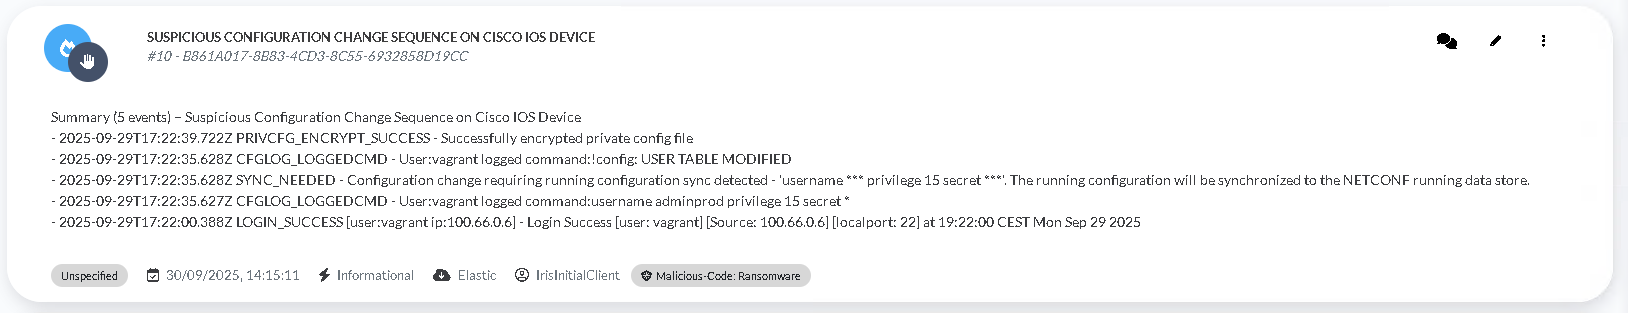 SUSPICIOUS CONFIGURATION CHANGE SEQUENCE ON CISCO IOS DEVICE
#10 - B861A017-8B83-4CD3-8C55-6932858D19CC
Summary (5 events) – Suspicious Configuration Change Sequence on Cisco IOS Device
- 2025-09-29T17:22:39.722Z PRIVCFG_ENCRYPT_SUCCESS - Successfully encrypted private config file
- 2025-09-29T17:22:35.628Z CFGLOG_LOGGEDCMD - User:vagrant logged command:!config: USER TABLE MODIFIED
- 2025-09-29T17:22:35.628Z SYNC_NEEDED - Configuration change requiring running configuration sync detected - 'username *** privilege 15 secret ***'. The running configuration will be synchronized to the NETCONF running data store.
- 2025-09-29T17:22:35.627Z CFGLOG_LOGGEDCMD - User:vagrant logged command:username adminprod privilege 15 secret *
- 2025-09-29T17:22:00.388Z LOGIN_SUCCESS [user:vagrant ip:100.66.0.6] - Login Success [user: vagrant] [Source: 100.66.0.6] [localport: 22] at 19:22:00 CEST Mon Sep 29 2025
Unspecified 30/09/2025, 14:15:11 Informational Elastic IrisInitialClient Malicious-Code: Ransomware